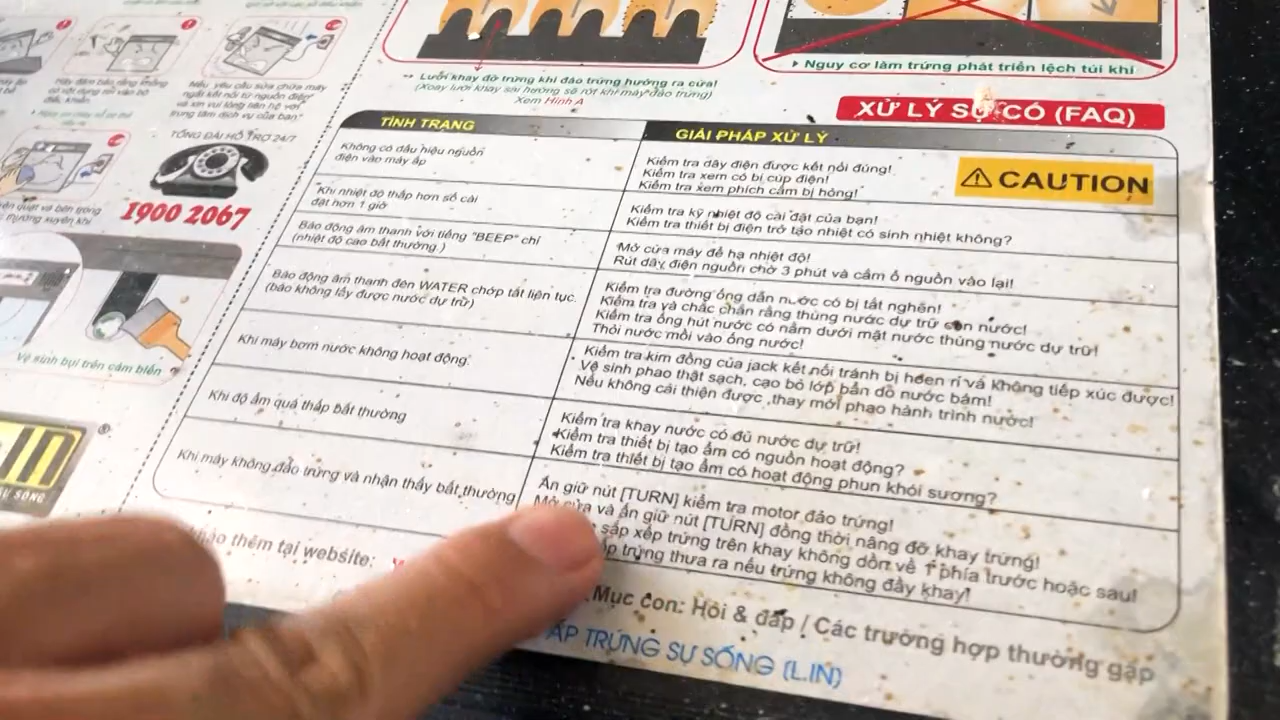 Lưỡi khay đỡ trứng khi đảo trứng hướng ra cửa!
(Xoay lưỡi khay sai hướng sẽ rớt khi máy đảo trứng)
Xem Hình A
Nguy cơ làm trứng phát triển lệch túi khí
TỔNG ĐÀI HỖ TRỢ 24/7
1900 2067
Vệ sinh bụi trên cảm biến
XỬ LÝ SỰ CÓ (FAQ)
TÌNH TRẠNG
GIẢI PHÁP XỬ LÝ
CAUTION
Không có dấu hiệu nguồn
điện vào máy ấp
Kiểm tra dây điện được kết nối đúng!
Kiểm tra xem có bị cúp điện!
Kiểm tra xem phích cắm bị hỏng!
Khi nhiệt độ thấp hơn số cài
đặt hơn 1 giờ
Kiểm tra kỹ nhiệt độ cài đặt của bạn!
Kiểm tra thiết bị điện trở tạo nhiệt có sinh nhiệt không?
Báo động âm thanh với tiếng "BEEP" chỉ
(nhiệt độ cao bất thường.)
Mở cửa máy để hạ nhiệt độ!
Rút dây điện nguồn chờ 3 phút và cắm ổ nguồn vào lại!
Báo động âm thanh đèn WATER chớp tắt liện tục.
(báo không lấy được nước dự trữ)
Kiểm tra đường ống dẫn nước có bị tắt nghẽn!
Kiểm tra và chắc chắn rằng thùng nước dự trữ còn nước!
Kiểm tra ống hút nước có nằm dưới mặt nước thùng nước dự trữ!
Thổi nước mồi vào ống nước!
Khi máy bơm nước không hoạt động.
Kiểm tra kim đồng của jack kết nối tránh bị hoen rỉ và không tiếp xúc được!
Vệ sinh phao thật sạch, cạo bỏ lớp bẩn do nước bám!
Nếu không cải thiện được ,thay mới phao hành trình nước!
Khi độ ẩm quá thấp bất thường
Kiểm tra khay nước có đủ nước dự trữ!
Kiểm tra thiết bị tạo ẩm có nguồn hoạt động?
Kiểm tra thiết bị tạo ẩm có hoạt động phun khói sương?
Khi máy không đảo trứng và nhận thấy bất thường
Ấn giữ nút [TURN] kiểm tra motor đảo trứng!
Mở cửa và ấn giữ nút [TURN] đồng thời nâng đỡ khay trứng!
sắp xếp trứng trên khay không dồn về 1 phía trước hoặc sau!
trứng thưa ra nếu trứng không đầy khay!
thêm tại website:
Mục con: Hỏi & đáp / Các trường hợp thường gặp
ẤP TRỨNG SỰ SỐNG (L.IN)